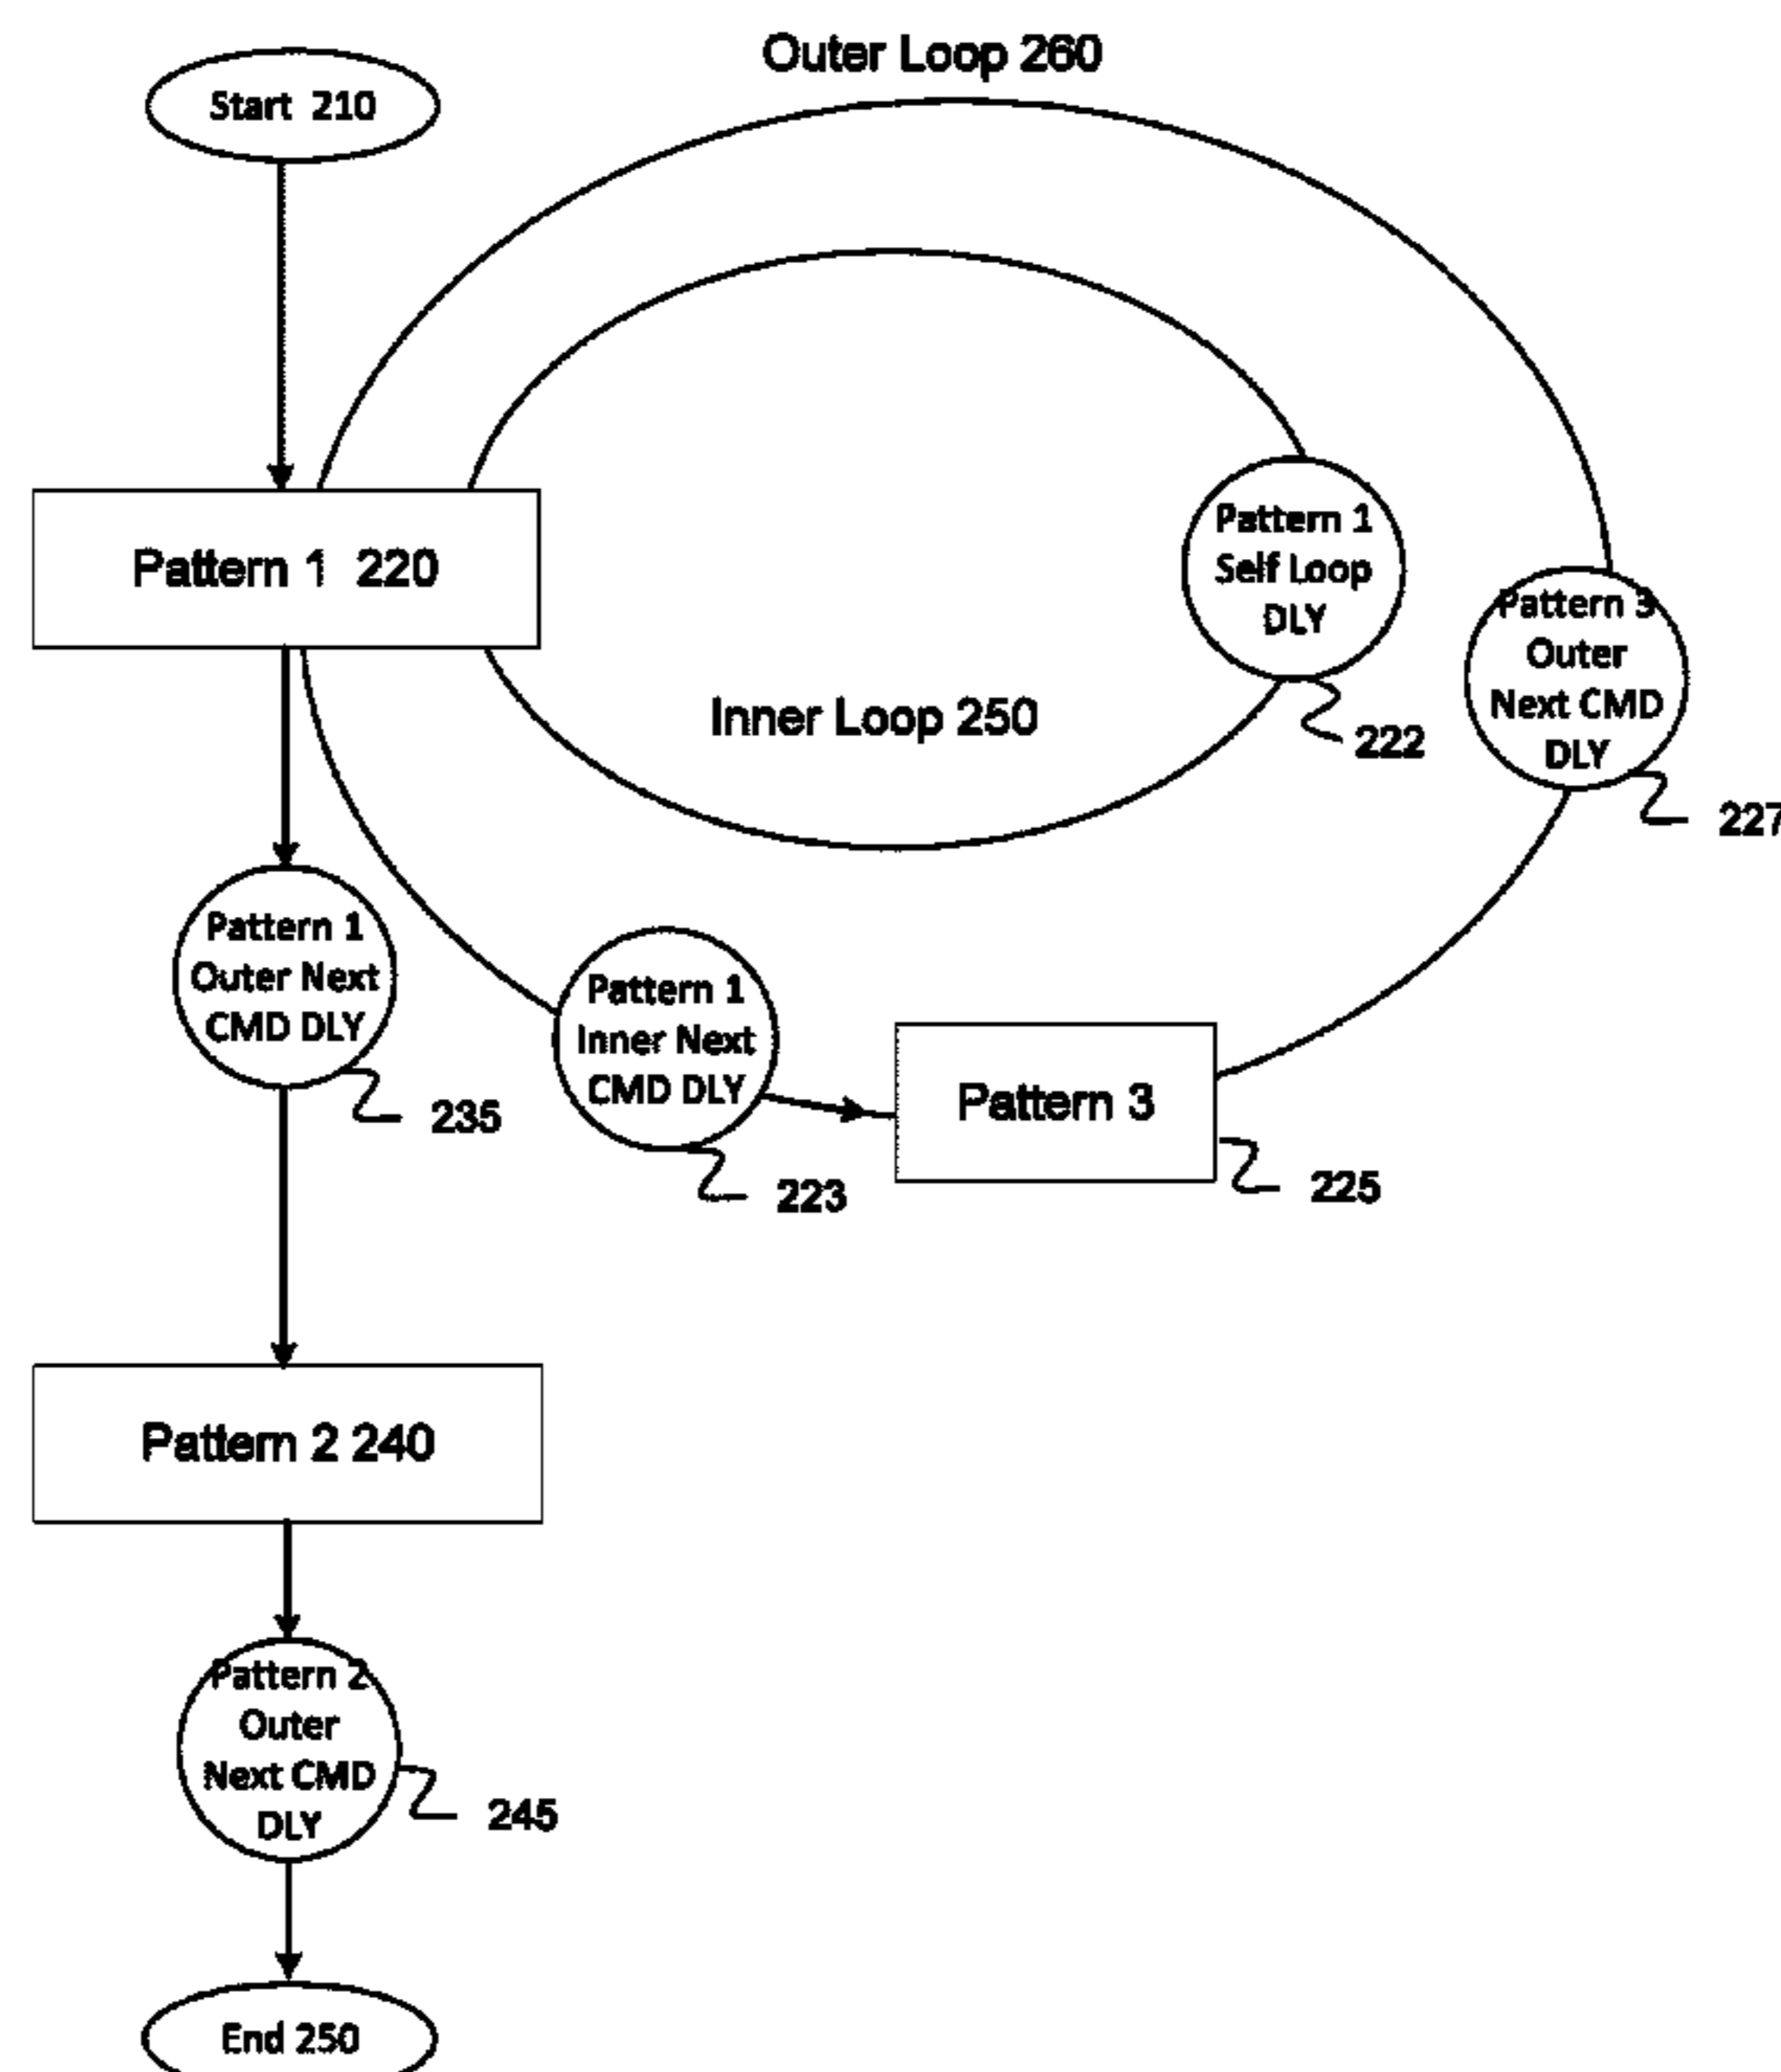 Outer Loop 260
Start 210
Pattern 1 220
Pattern 1
Self Loop
DLY
222
Pattern 3
Outer
Next CMD
DLY
227
Inner Loop 250
Pattern 1
Outer Next
CMD DLY
235
Pattern 1
Inner Next
CMD DLY
223
Pattern 3
225
Pattern 2 240
Pattern 2
Outer
Next CMD
DLY
245
End 250